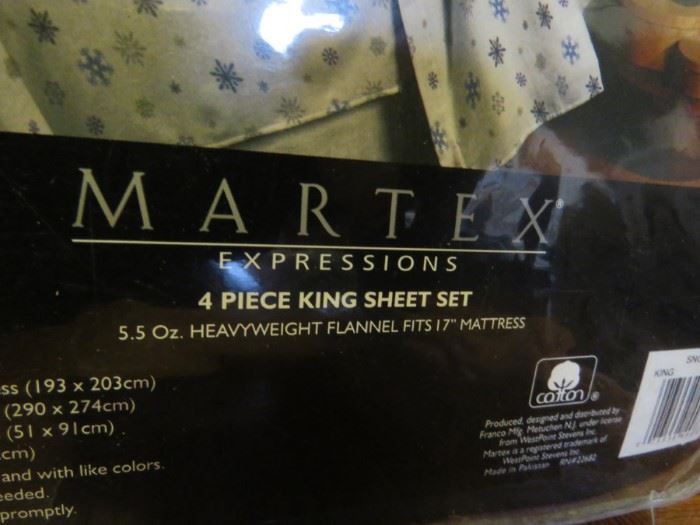 MARTEX®
EXPRESSIONS
4 PIECE KING SHEET SET
5.5 Oz. HEAVYWEIGHT FLANNEL FITS 17" MATTRESS
ss (193 x 203cm)
(290 x 274cm)
(51 x 91cm)
cm)
and with like colors.
eeded.
promptly.
cotton®
Produced, designed and distributed by
Franco Mfg. Metuchen N.J. under license
from WestPoint Stevens Inc.
Martex is a registered trademark of
WestPoint Stevens Inc.
Made in Pakistan RN#22682
KING